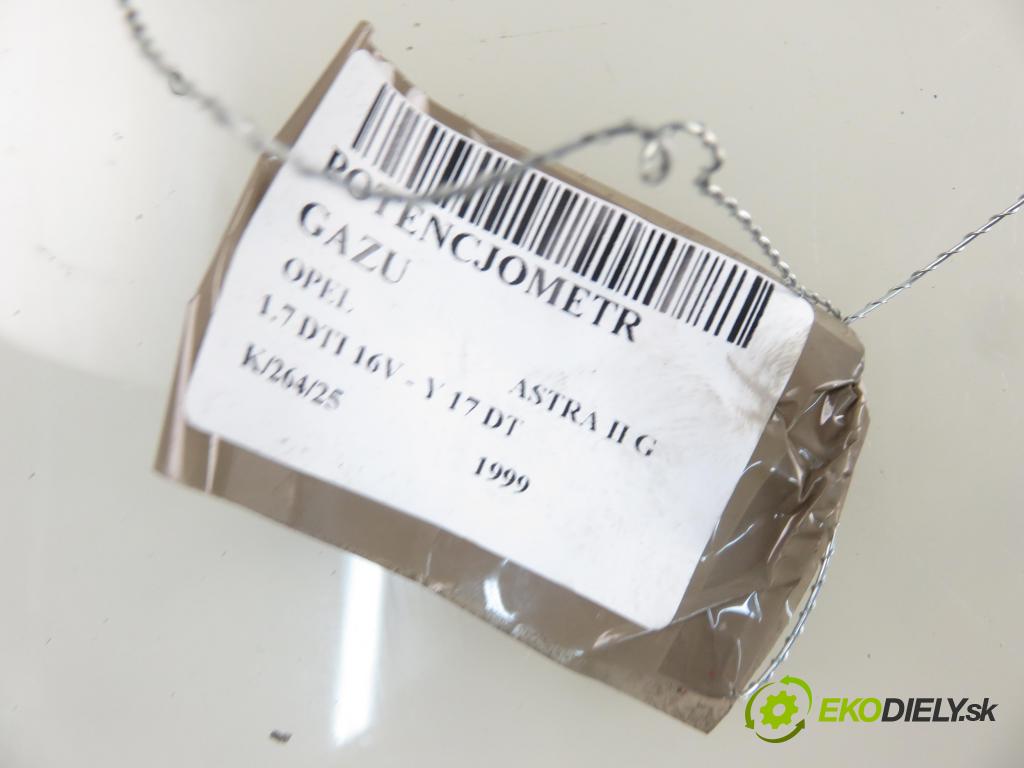 POTENCJOMETR
GAZU
OPEL ASTRA II G
1,7 DTI 16V - Y 17 DT
K/264/25 1999
EKODIELY.sk